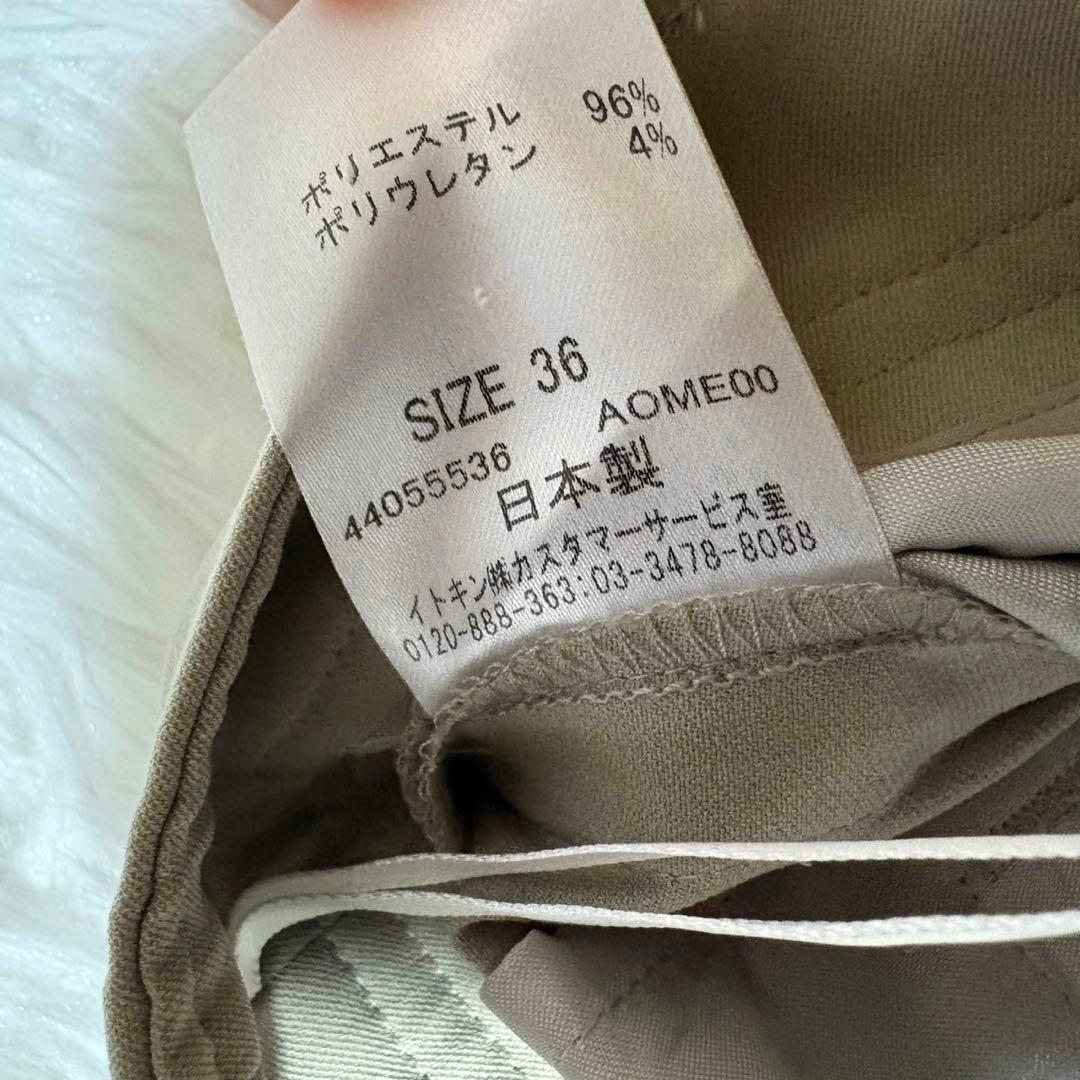 ポリエステル 96%
ポリウレタン 4%
SIZE 36
44055536 AOME00
日本製
イトキン㈱カスタマーサービス室
0120-888-363:03-3478-8088